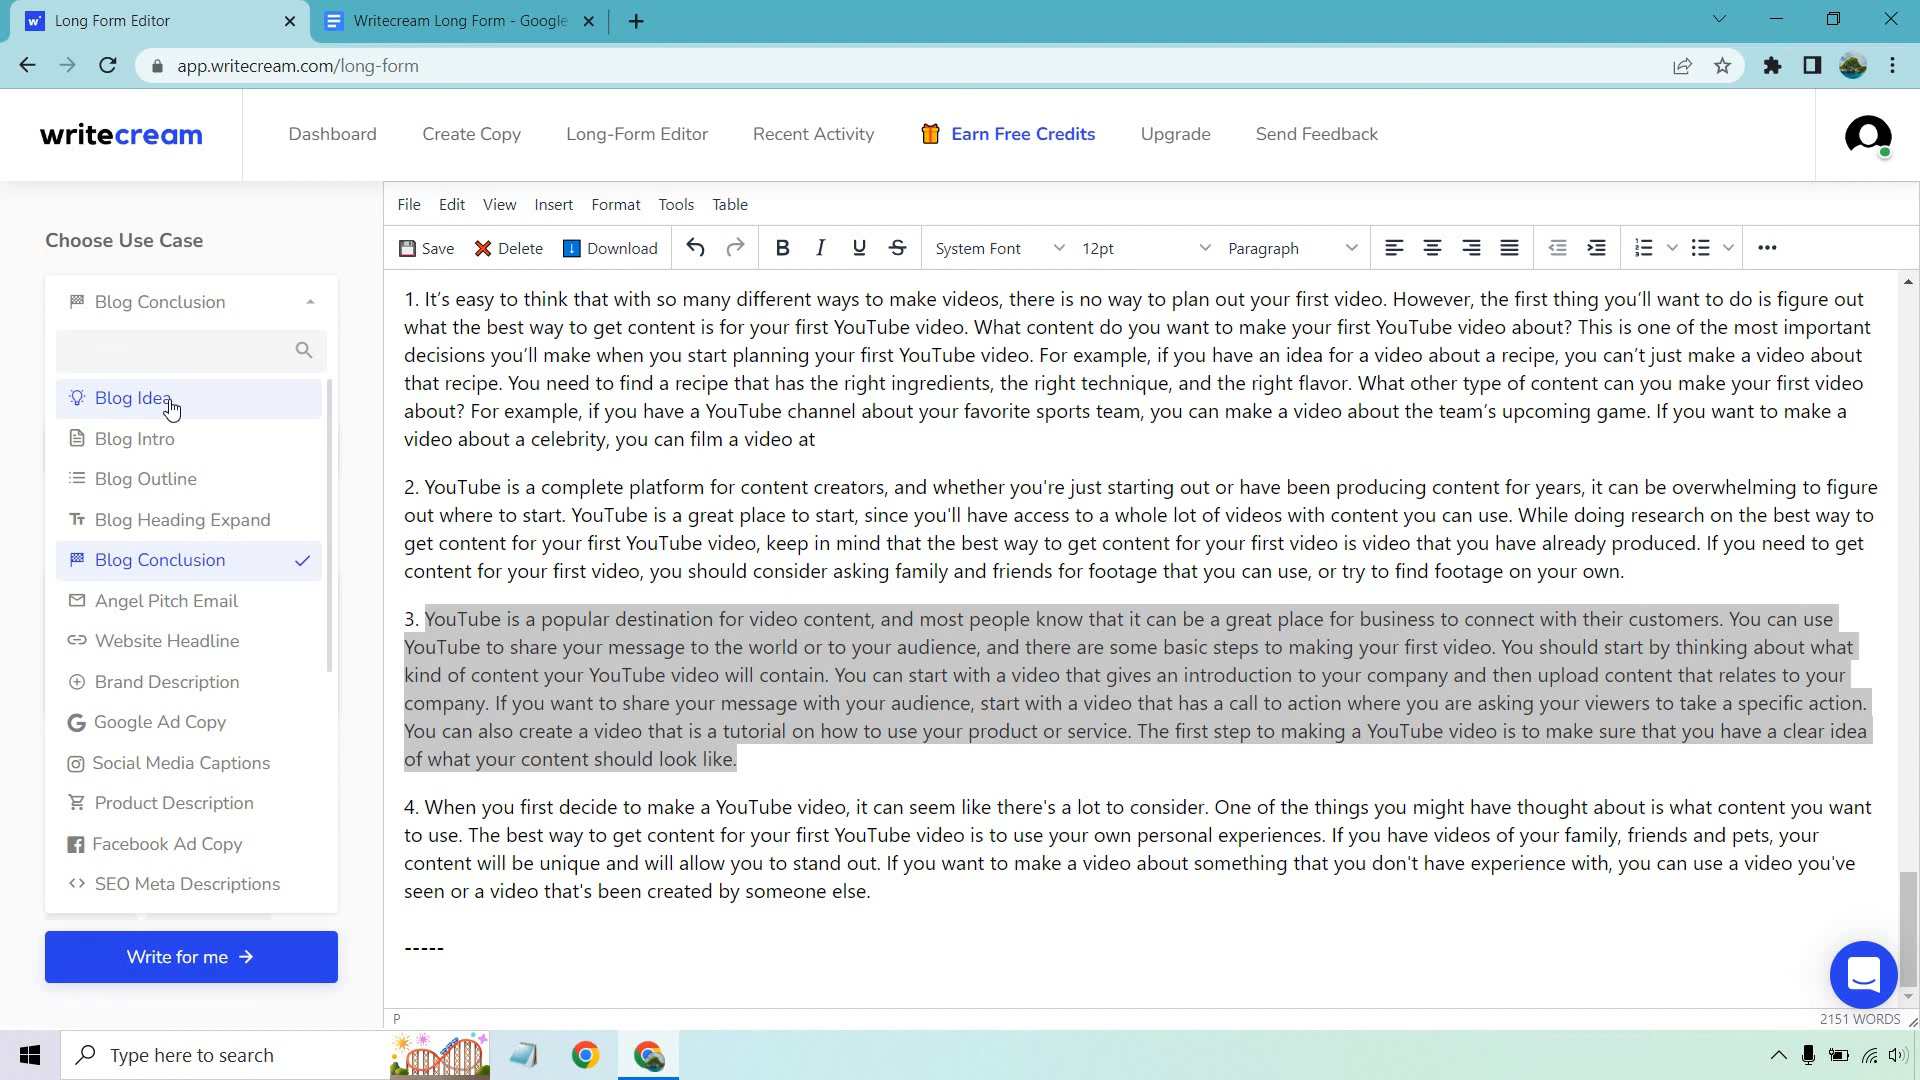 Long Form Editor
Writecream Long Form - Google
app.writecream.com/long-form
writecream
Dashboard
Create Copy
Long-Form Editor
Recent Activity
Earn Free Credits
Upgrade
Send Feedback
Choose Use Case
Blog Conclusion
Blog Idea
Blog Intro
Blog Outline
Blog Heading Expand
Blog Conclusion
Angel Pitch Email
Website Headline
Brand Description
Google Ad Copy
Social Media Captions
Product Description
Facebook Ad Copy
SEO Meta Descriptions
Write for me
File Edit View Insert Format Tools Table
Save Delete Download B I U S System Font 12pt Paragraph
1. It's easy to think that with so many different ways to make videos, there is no way to plan out your first video. However, the first thing you'll want to do is figure out
what the best way to get content is for your first YouTube video. What content do you want to make your first YouTube video about? This is one of the most important
decisions you'll make when you start planning your first YouTube video. For example, if you have an idea for a video about a recipe, you can't just make a video about
that recipe. You need to find a recipe that has the right ingredients, the right technique, and the right flavor. What other type of content can you make your first video
about? For example, if you have a YouTube channel about your favorite sports team, you can make a video about the team's upcoming game. If you want to make a
video about a celebrity, you can film a video at
2. YouTube is a complete platform for content creators, and whether you're just starting out or have been producing content for years, it can be overwhelming to figure
out where to start. YouTube is a great place to start, since you'll have access to a whole lot of videos with content you can use. While doing research on the best way to
get content for your first YouTube video, keep in mind that the best way to get content for your first video is video that you have already produced. If you need to get
content for your first video, you should consider asking family and friends for footage that you can use, or try to find footage on your own.
3. YouTube is a popular destination for video content, and most people know that it can be a great place for business to connect with their customers. You can use
YouTube to share your message to the world or to your audience, and there are some basic steps to making your first video. You should start by thinking about what
kind of content your YouTube video will contain. You can start with a video that gives an introduction to your company and then upload content that relates to your
company. If you want to share your message with your audience, start with a video that has a call to action where you are asking your viewers to take a specific action.
You can also create a video that is a tutorial on how to use your product or service. The first step to making a YouTube video is to make sure that you have a clear idea
of what your content should look like.
4. When you first decide to make a YouTube video, it can seem like there's a lot to consider. One of the things you might have thought about is what content you want
to use. The best way to get content for your first YouTube video is to use your own personal experiences. If you have videos of your family, friends and pets, your
content will be unique and will allow you to stand out. If you want to make a video about something that you don't have experience with, you can use a video you've
seen or a video that's been created by someone else.
-----
P
2151 WORDS
Type here to search